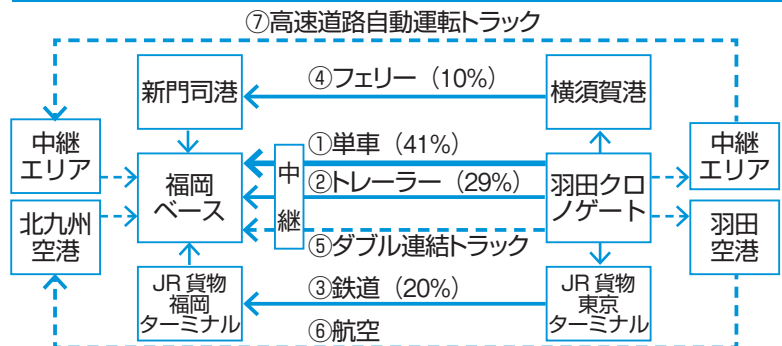 ⑦高速道路自動運転トラック
新門司港
④フェリー（10%）
横須賀港
中継
エリア
①単車（41%）
中継
エリア
福岡
ベース
中
継
②トレーラー（29%）
羽田クロ
ノゲート
北九州
空港
⑤ダブル連結トラック
羽田
空港
JR 貨物
福岡
ターミナル
③鉄道（20%）
JR 貨物
東京
ターミナル
⑥航空